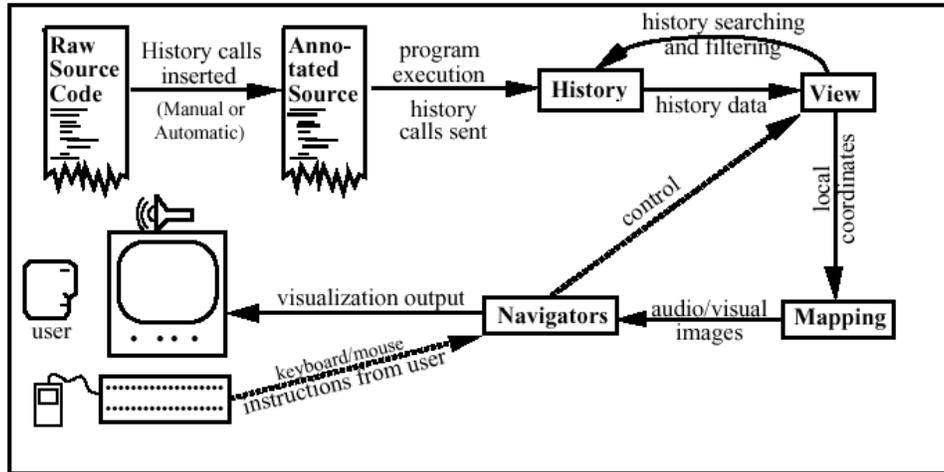 Raw
Source
Code
History calls
inserted
(Manual or
Automatic)
Anno-
tated
Source
program
execution
history
calls sent
History
history searching
and filtering
history data
View
local
coordinates
control
Mapping
audio/visual
images
Navigators
visualization output
user
keyboard/mouse
instructions from user